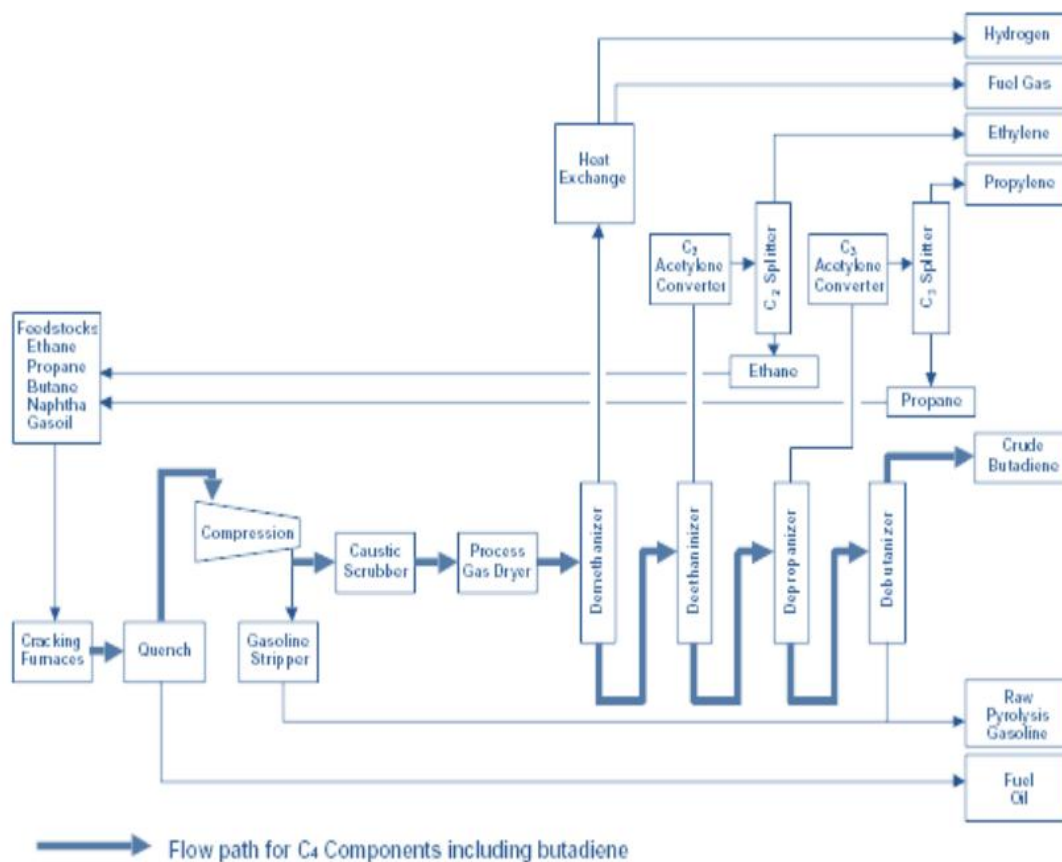 Hydrogen
Fuel Gas
Ethylene
Propylene
Heat
Exchange
C2
Acetylene
Converter
C2 Splitter
C3
Acetylene
Converter
C3 Splitter
Feedstocks
Ethane
Propane
Butane
Naphtha
Gasoil
Ethane
Propane
Crude
Butadiene
Compression
Caustic
Scrubber
Process
Gas Dryer
Demethanizer
Deethaninizer
Depropanizer
Debutanizer
Cracking
Furnaces
Quench
Gasoline
Stripper
Raw
Pyrolysis
Gasoline
Fuel
Oil
Flow path for C4 Components including butadiene